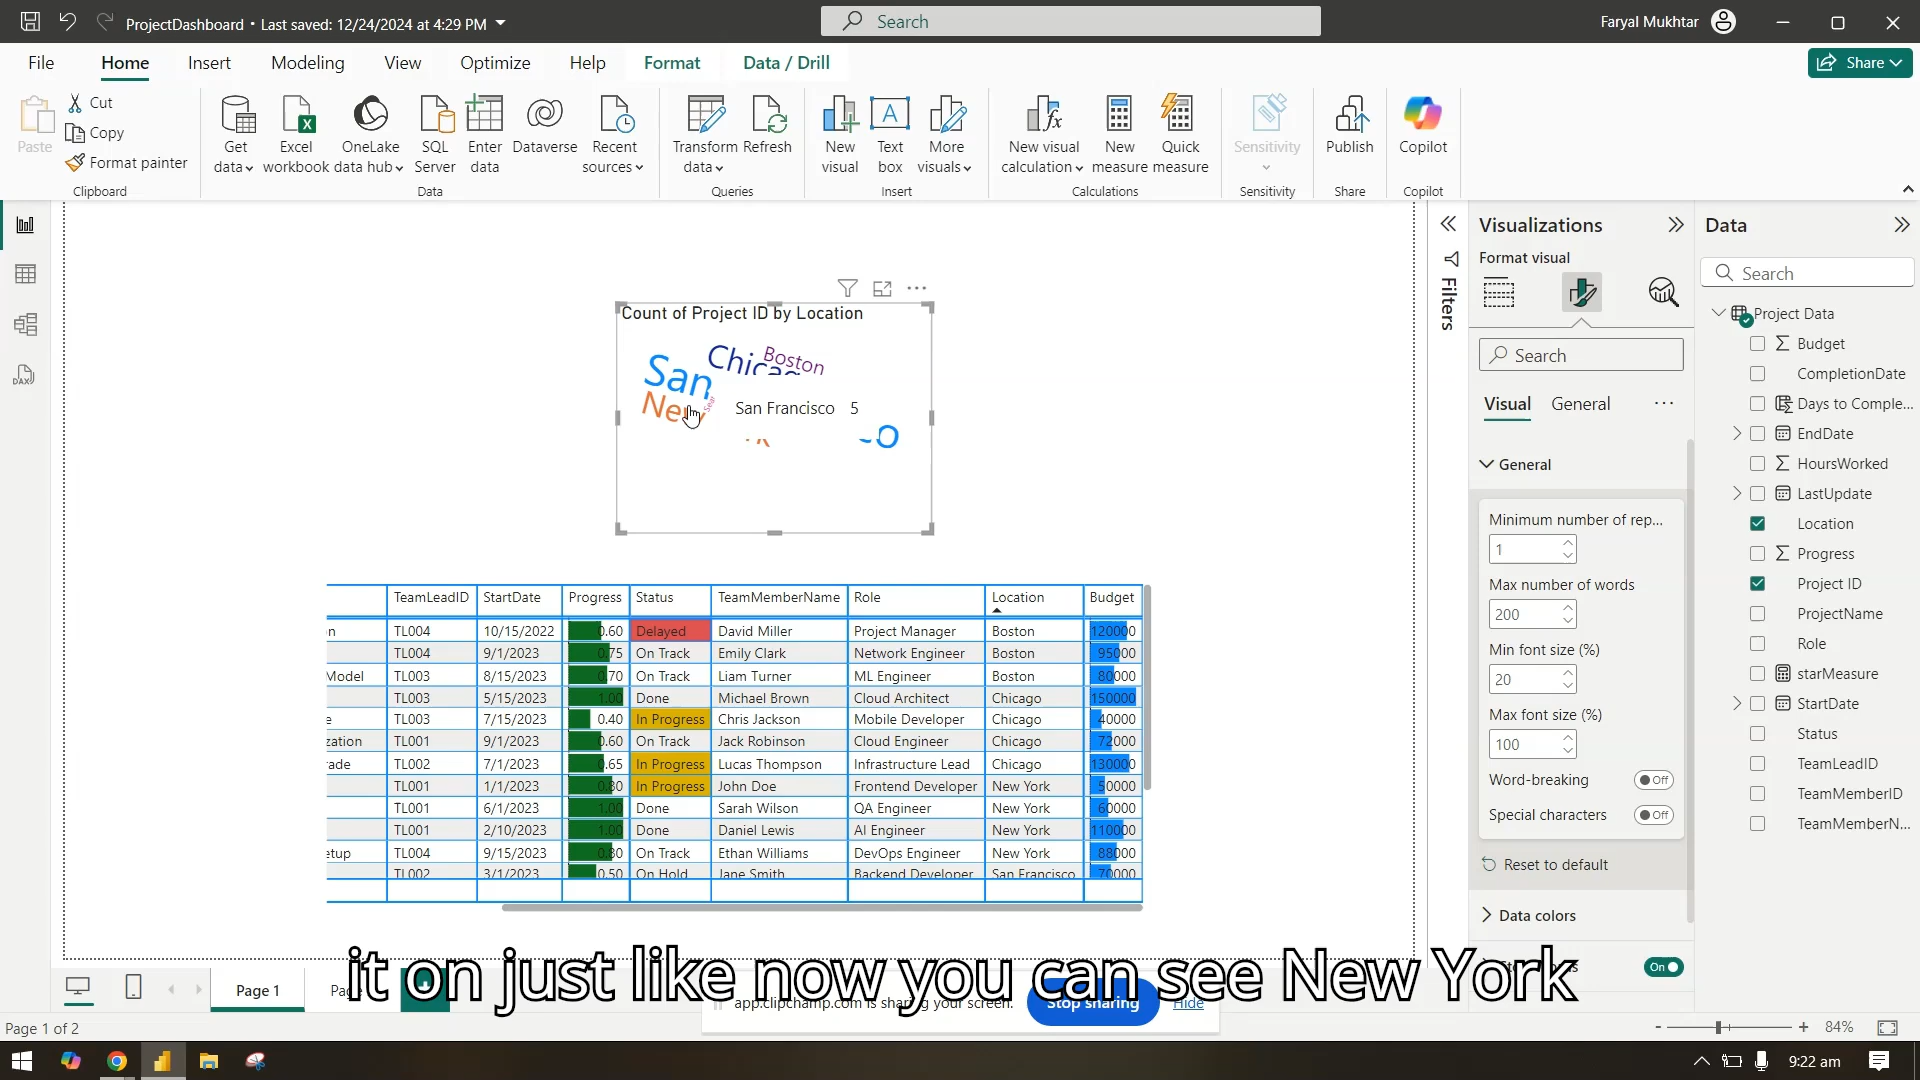 ProjectDashboard • Last saved: 12/24/2024 at 4:29 PM
Search
Faryal Mukhtar
File Home Insert Modeling View Optimize Help Format Data / Drill
Share
Paste
Cut
Copy
Format painter
Clipboard
Get data
Excel workbook
OneLake data hub
SQL Server
Enter data
Dataverse
Recent sources
Data
Transform data
Refresh
Queries
New visual
Text box
More visuals
Insert
New visual calculation
New measure
Quick measure
Calculations
Sensitivity
Sensitivity
Publish
Share
Copilot
Copilot
DAX
Count of Project ID by Location
San
Chicag
Boston
New
San Francisco 5
TeamLeadID StartDate Progress Status TeamMemberName Role Location Budget
n TL004 10/15/2022 0.60 Delayed David Miller Project Manager Boston 120000
TL004 9/1/2023 0.75 On Track Emily Clark Network Engineer Boston 95000
Model TL003 8/15/2023 0.70 On Track Liam Turner ML Engineer Boston 80000
TL003 5/15/2023 1.00 Done Michael Brown Cloud Architect Chicago 150000
e TL003 7/15/2023 0.40 In Progress Chris Jackson Mobile Developer Chicago 40000
zation TL001 9/1/2023 0.60 On Track Jack Robinson Cloud Engineer Chicago 72000
ade TL002 7/1/2023 0.65 In Progress Lucas Thompson Infrastructure Lead Chicago 130000
TL001 1/1/2023 0.80 In Progress John Doe Frontend Developer New York 50000
TL001 6/1/2023 1.00 Done Sarah Wilson QA Engineer New York 60000
TL001 2/10/2023 1.00 Done Daniel Lewis AI Engineer New York 110000
etup TL004 9/15/2023 0.80 On Track Ethan Williams DevOps Engineer New York 88000
TL002 3/1/2023 0.50 On Hold Jane Smith Backend Developer San Francisco 70000
Filters
Visualizations
Format visual
Search
Visual General
General
Minimum number of rep...
1
Max number of words
200
Min font size (%)
20
Max font size (%)
100
Word-breaking Off
Special characters Off
Reset to default
Data colors
On
Data
Search
Project Data
Budget
CompletionDate
Days to Comple...
EndDate
HoursWorked
LastUpdate
Location
Progress
Project ID
ProjectName
Role
starMeasure
StartDate
Status
TeamLeadID
TeamMemberID
TeamMemberN...
it on just like now you can see New York
Page 1
app.clipchamp.com is sharing your screen.
Stop sharing
Hide
Page 1 of 2
84%
9:22 am